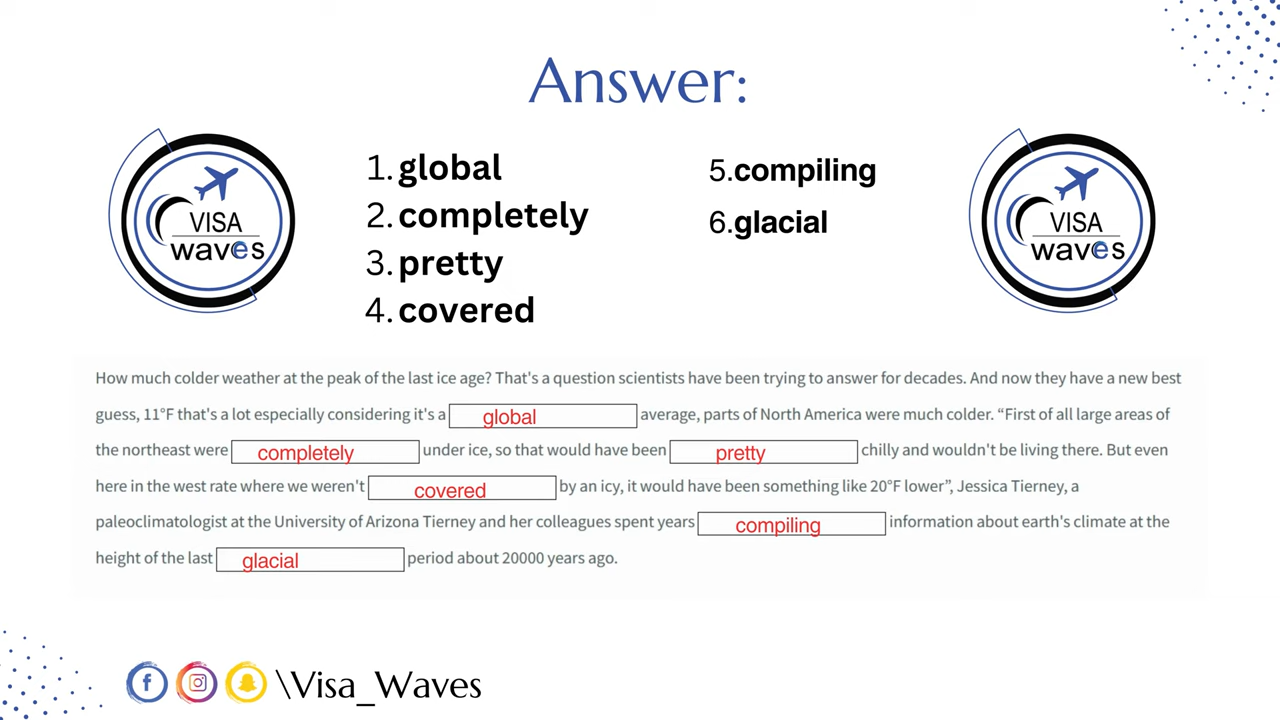 Answer:
VISA
waves
1. global
2. completely
3. pretty
4. covered
5.compiling
6.glacial
VISA
waves
How much colder weather at the peak of the last ice age? That's a question scientists have been trying to answer for decades. And now they have a new best
guess, 11°F that's a lot especially considering it's a global average, parts of North America were much colder. “First of all large areas of
the northeast were completely under ice, so that would have been pretty chilly and wouldn't be living there. But even
here in the west rate where we weren't covered by an icy, it would have been something like 20°F lower”, Jessica Tierney, a
paleoclimatologist at the University of Arizona Tierney and her colleagues spent years compiling information about earth's climate at the
height of the last glacial period about 20000 years ago.
\Visa_Waves